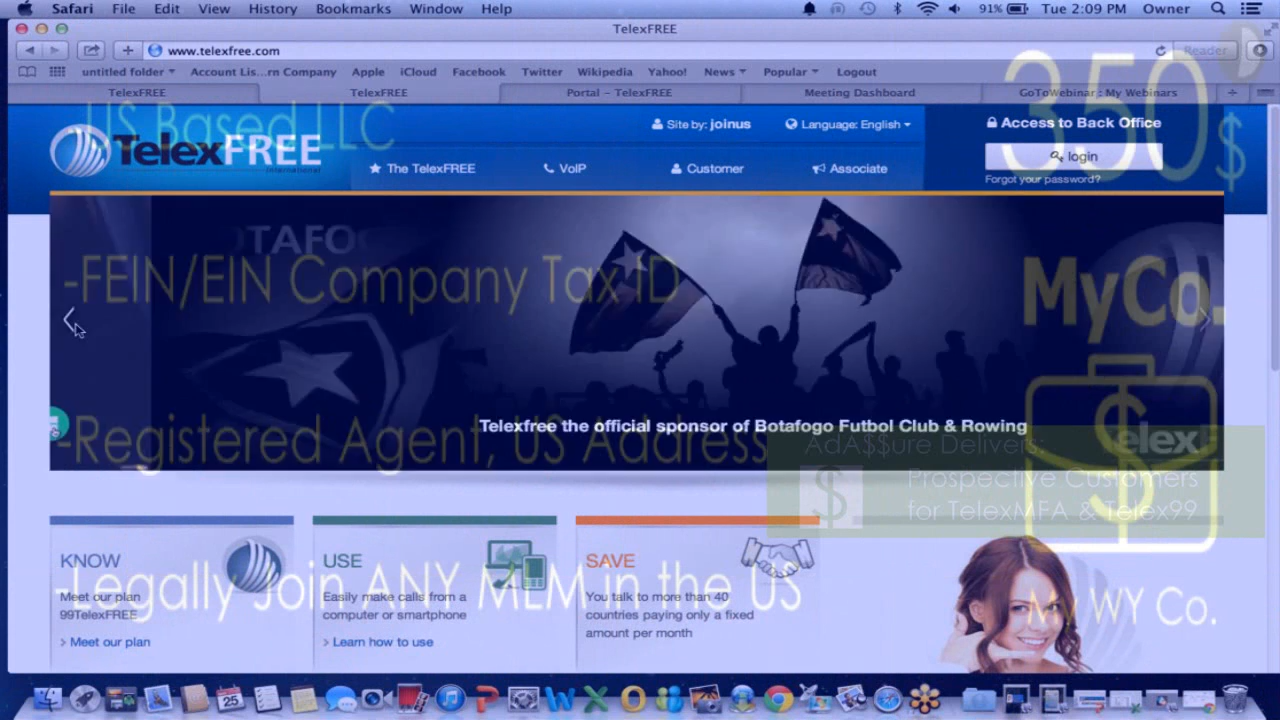 Safari File Edit View History Bookmarks Window Help 91% Tue 2:09 PM Owner
TelexFREE
www.telexfree.com Reader
untitled folder Account Lis...rn Company Apple iCloud Facebook Twitter Wikipedia Yahoo! News Popular Logout
TelexFREE TelexFREE Portal – TelexFREE Meeting Dashboard GoToWebinar : My Webinars
350$
-US Based LLC
TelexFREE
International
Site by: joinus Language: English Access to Back Office
login
The TelexFREE VoIP Customer Associate
Forgot your password?
TAFO
-FEIN/EIN Company Tax ID
MyCo.
-Registered Agent, US Address
Telexfree the official sponsor of Botafogo Futbol Club & Rowing
AdA$$ure Delivers:
Telex
Prospective Customers
$
for TelexMFA & Telex99
$
KNOW USE SAVE
-Legally Join ANY MLM in the US
My WY Co.
Meet our plan
99TelexFREE
> Meet our plan
Easily make calls from a
computer or smartphone
> Learn how to use
You talk to more than 40
countries paying only a fixed
amount per month
25